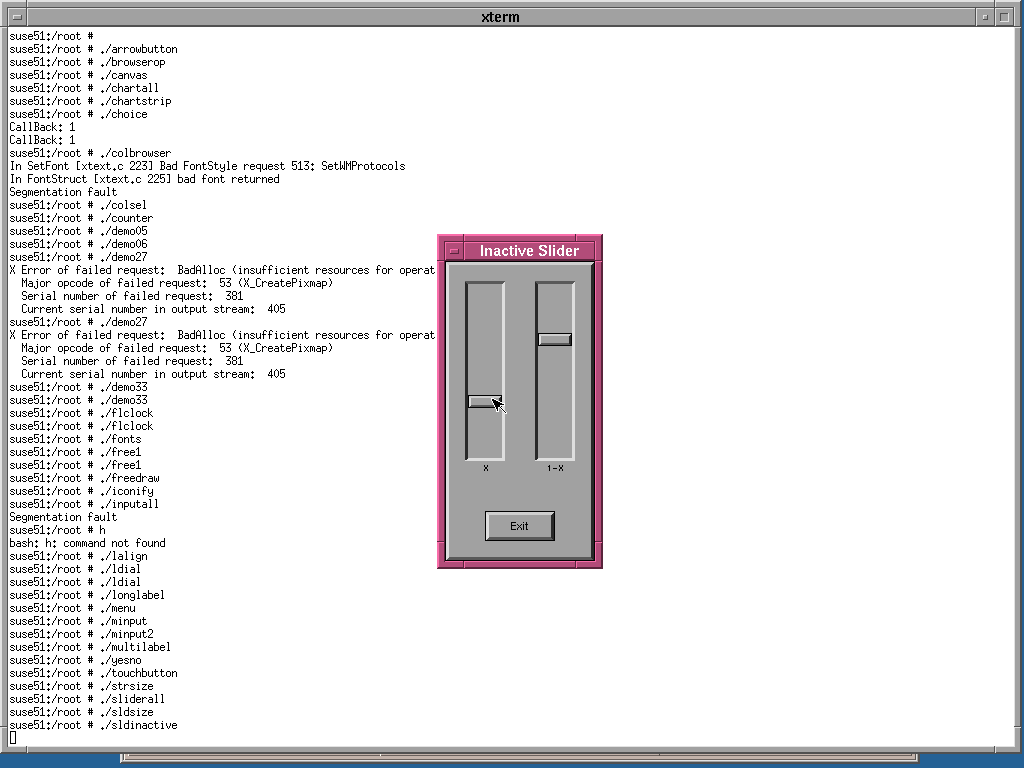 xterm
suse51:/root #
suse51:/root # ./arrowbutton
suse51:/root # ./browserop
suse51:/root # ./canvas
suse51:/root # ./chartall
suse51:/root # ./chartstrip
suse51:/root # ./choice
CallBack: 1
CallBack: 1
suse51:/root # ./colbrowser
In SetFont [xtext.c 223] Bad FontStyle request 513: SetWMProtocols
In FontStruct [xtext.c 225] bad font returned
Segmentation fault
suse51:/root # ./colsel
suse51:/root # ./counter
suse51:/root # ./demo05
suse51:/root # ./demo06
suse51:/root # ./demo27
X Error of failed request:  BadAlloc (insufficient resources for operat
  Major opcode of failed request:  53 (X_CreatePixmap)
  Serial number of failed request:  381
  Current serial number in output stream:  405
suse51:/root # ./demo27
X Error of failed request:  BadAlloc (insufficient resources for operat
  Major opcode of failed request:  53 (X_CreatePixmap)
  Serial number of failed request:  381
  Current serial number in output stream:  405
suse51:/root # ./demo33
suse51:/root # ./demo33
suse51:/root # ./flclock
suse51:/root # ./flclock
suse51:/root # ./fonts
suse51:/root # ./free1
suse51:/root # ./free1
suse51:/root # ./freedraw
suse51:/root # ./iconify
suse51:/root # ./inputall
Segmentation fault
suse51:/root # h
bash: h: command not found
suse51:/root # ./lalign
suse51:/root # ./ldial
suse51:/root # ./ldial
suse51:/root # ./longlabel
suse51:/root # ./menu
suse51:/root # ./minput
suse51:/root # ./minput2
suse51:/root # ./multilabel
suse51:/root # ./yesno
suse51:/root # ./touchbutton
suse51:/root # ./strsize
suse51:/root # ./sliderall
suse51:/root # ./sldsize
suse51:/root # ./sldinactive
Inactive Slider
X
1-X
Exit